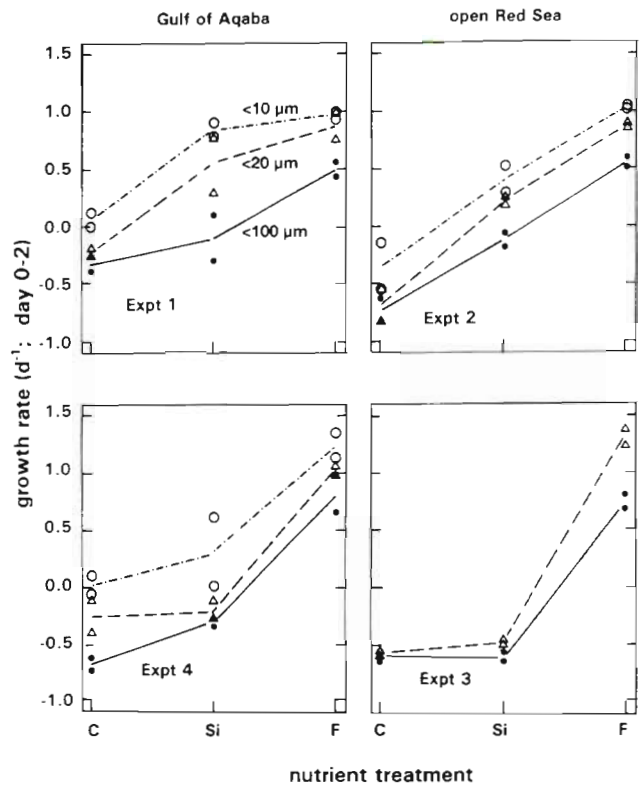 Gulf of Aqaba
open Red Sea
1.5
1.0
0.5
0.0
-0.5
-1.0
<10 µm
<20 µm
<100 µm
Expt 1
Expt 2
growth rate (d⁻¹; day 0-2)
1.5
1.0
0.5
0.0
-0.5
-1.0
Expt 4
Expt 3
C Si F C Si F
nutrient treatment